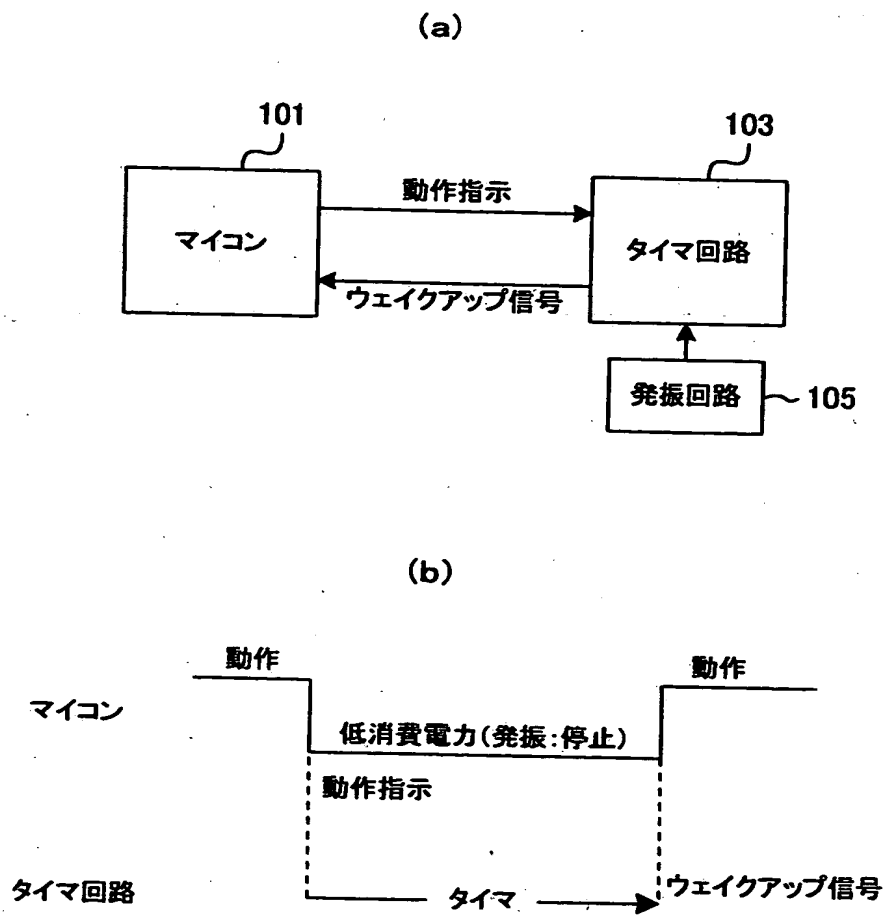 (a)
101
103
動作指示
マイコン
タイマ回路
ウェイクアップ信号
発振回路
105
(b)
動作
動作
マイコン
低消費電力(発振:停止)
動作指示
タイマ回路
タイマ
ウェイクアップ信号